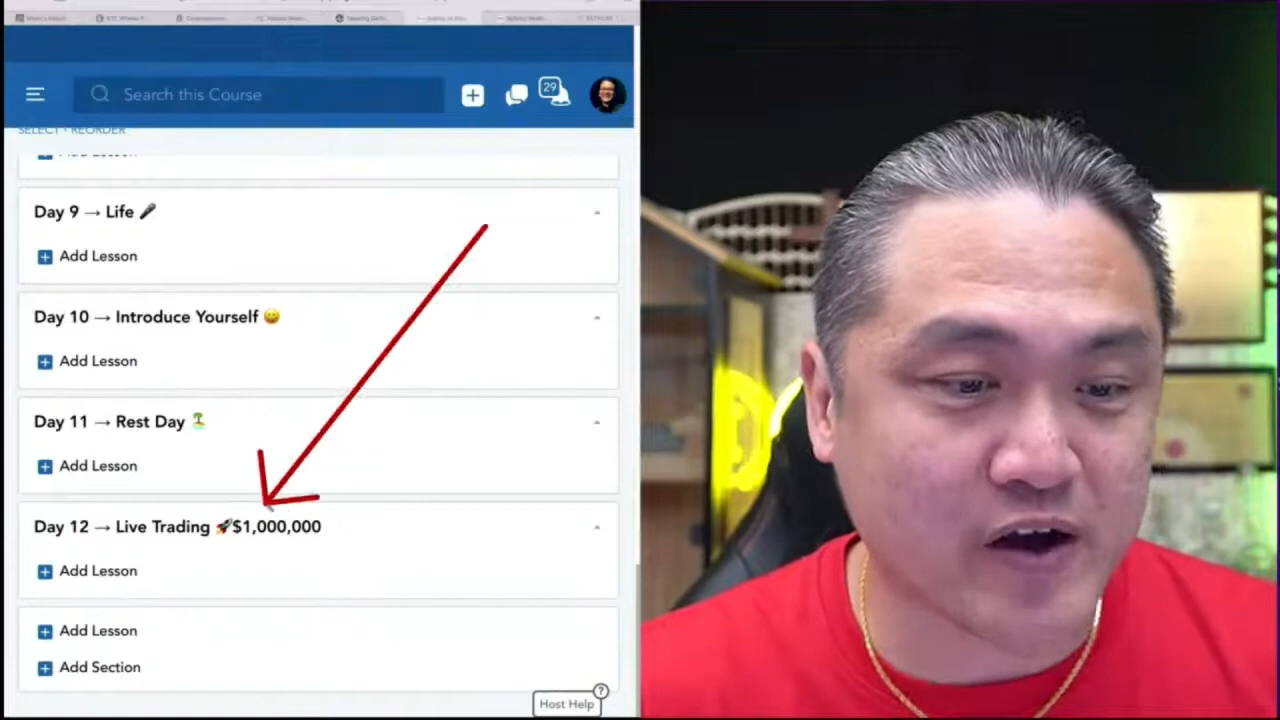 Search this Course
29
SELECT • REORDER
Add Lesson
Day 9 → Life 🎤
Add Lesson
Day 10 → Introduce Yourself 😀
Add Lesson
Day 11 → Rest Day 🏝️
Add Lesson
Day 12 → Live Trading 🚀$1,000,000
Add Lesson
Add Lesson
Add Section
Host Help
?